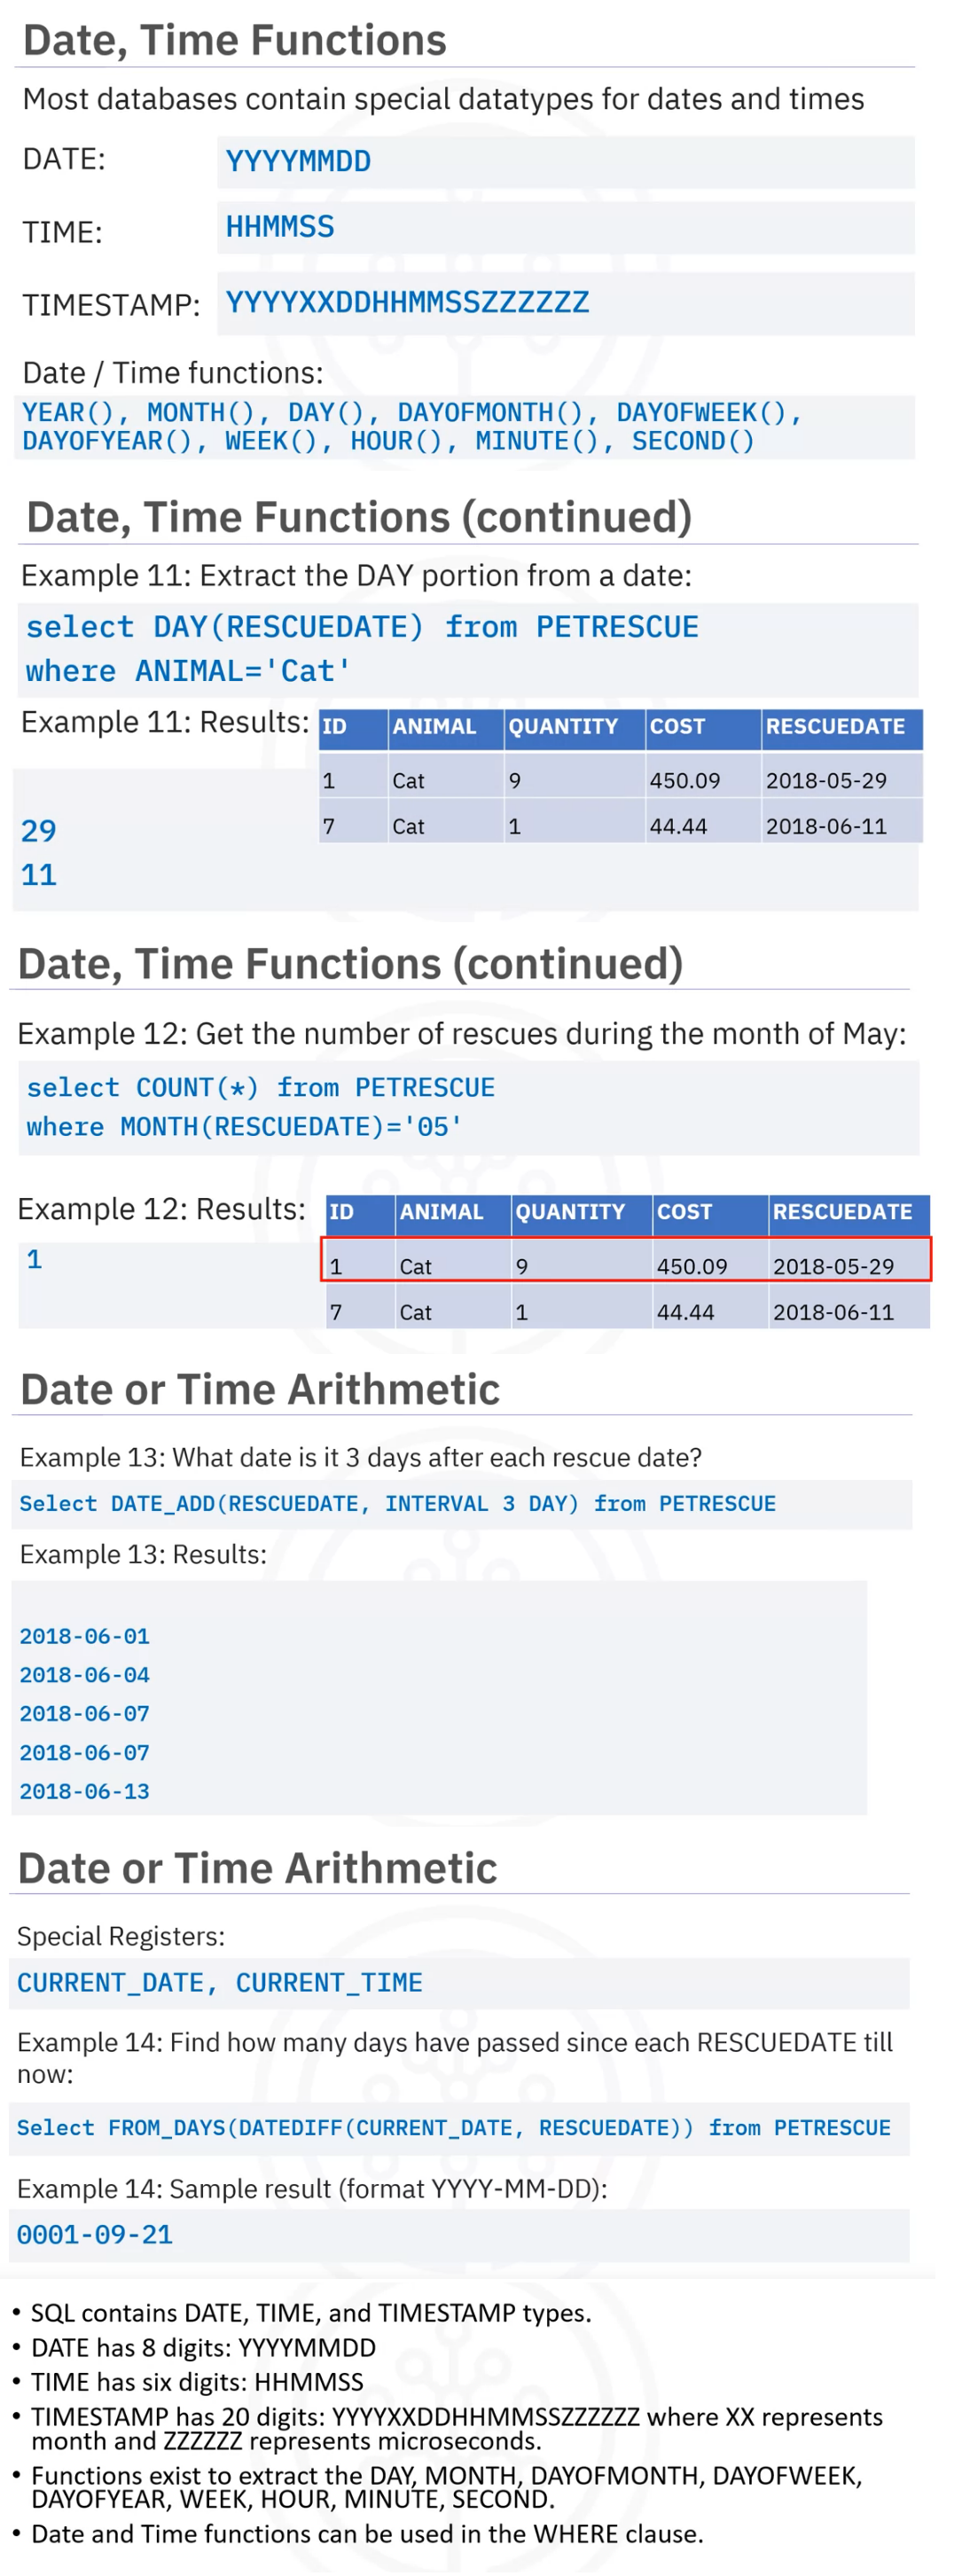 Date, Time Functions
Most databases contain special datatypes for dates and times
DATE: YYYYMMDD
TIME: HHMMSS
TIMESTAMP: YYYYXXDDHHMMSSZZZZZZ
Date / Time functions:
YEAR(), MONTH(), DAY(), DAYOFMONTH(), DAYOFWEEK(),
DAYOFYEAR(), WEEK(), HOUR(), MINUTE(), SECOND()
Date, Time Functions (continued)
Example 11: Extract the DAY portion from a date:
select DAY(RESCUEDATE) from PETRESCUE
where ANIMAL='Cat'
Example 11: Results:
ID ANIMAL QUANTITY COST RESCUEDATE
1 Cat 9 450.09 2018-05-29
7 Cat 1 44.44 2018-06-11
29
11
Date, Time Functions (continued)
Example 12: Get the number of rescues during the month of May:
select COUNT(*) from PETRESCUE
where MONTH(RESCUEDATE)='05'
Example 12: Results:
1
ID ANIMAL QUANTITY COST RESCUEDATE
1 Cat 9 450.09 2018-05-29
7 Cat 1 44.44 2018-06-11
Date or Time Arithmetic
Example 13: What date is it 3 days after each rescue date?
Select DATE_ADD(RESCUEDATE, INTERVAL 3 DAY) from PETRESCUE
Example 13: Results:
2018-06-01
2018-06-04
2018-06-07
2018-06-07
2018-06-13
Date or Time Arithmetic
Special Registers:
CURRENT_DATE, CURRENT_TIME
Example 14: Find how many days have passed since each RESCUEDATE till
now:
Select FROM_DAYS(DATEDIFF(CURRENT_DATE, RESCUEDATE)) from PETRESCUE
Example 14: Sample result (format YYYY-MM-DD):
0001-09-21
• SQL contains DATE, TIME, and TIMESTAMP types.
• DATE has 8 digits: YYYYMMDD
• TIME has six digits: HHMMSS
• TIMESTAMP has 20 digits: YYYYXXDDHHMMSSZZZZZZ where XX represents
month and ZZZZZZ represents microseconds.
• Functions exist to extract the DAY, MONTH, DAYOFMONTH, DAYOFWEEK,
DAYOFYEAR, WEEK, HOUR, MINUTE, SECOND.
• Date and Time functions can be used in the WHERE clause.